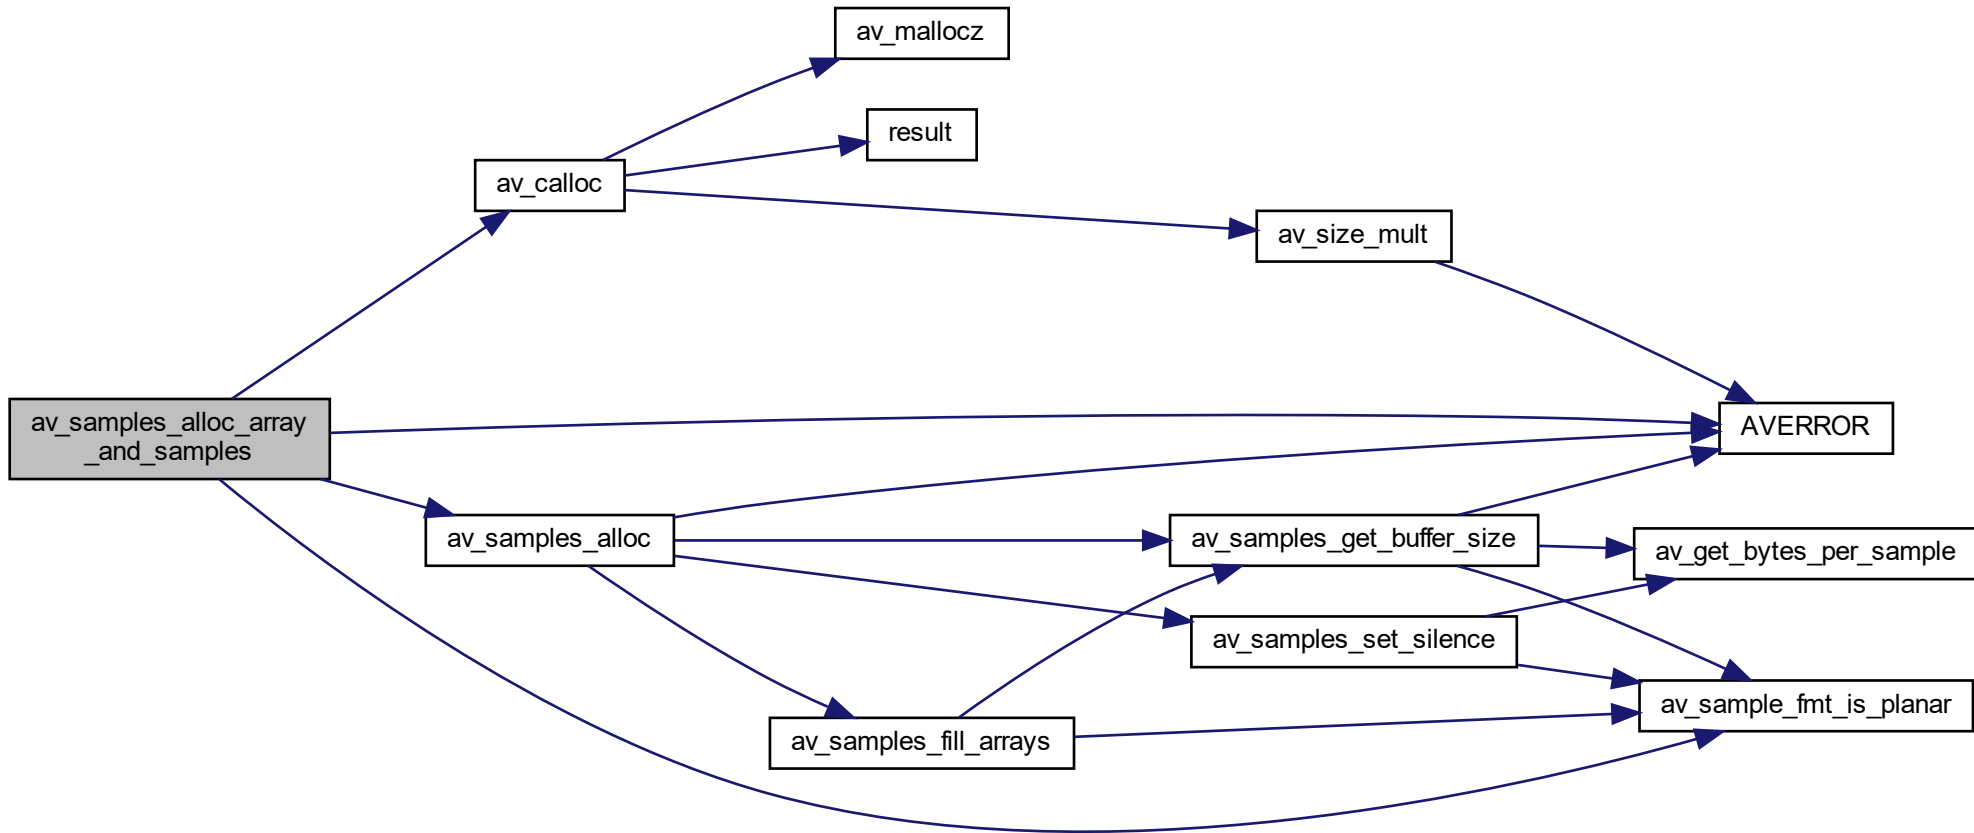 av_mallocz
result
av_calloc
av_size_mult
av_samples_alloc_array
_and_samples
AVERROR
av_samples_alloc
av_samples_get_buffer_size
av_get_bytes_per_sample
av_samples_set_silence
av_sample_fmt_is_planar
av_samples_fill_arrays